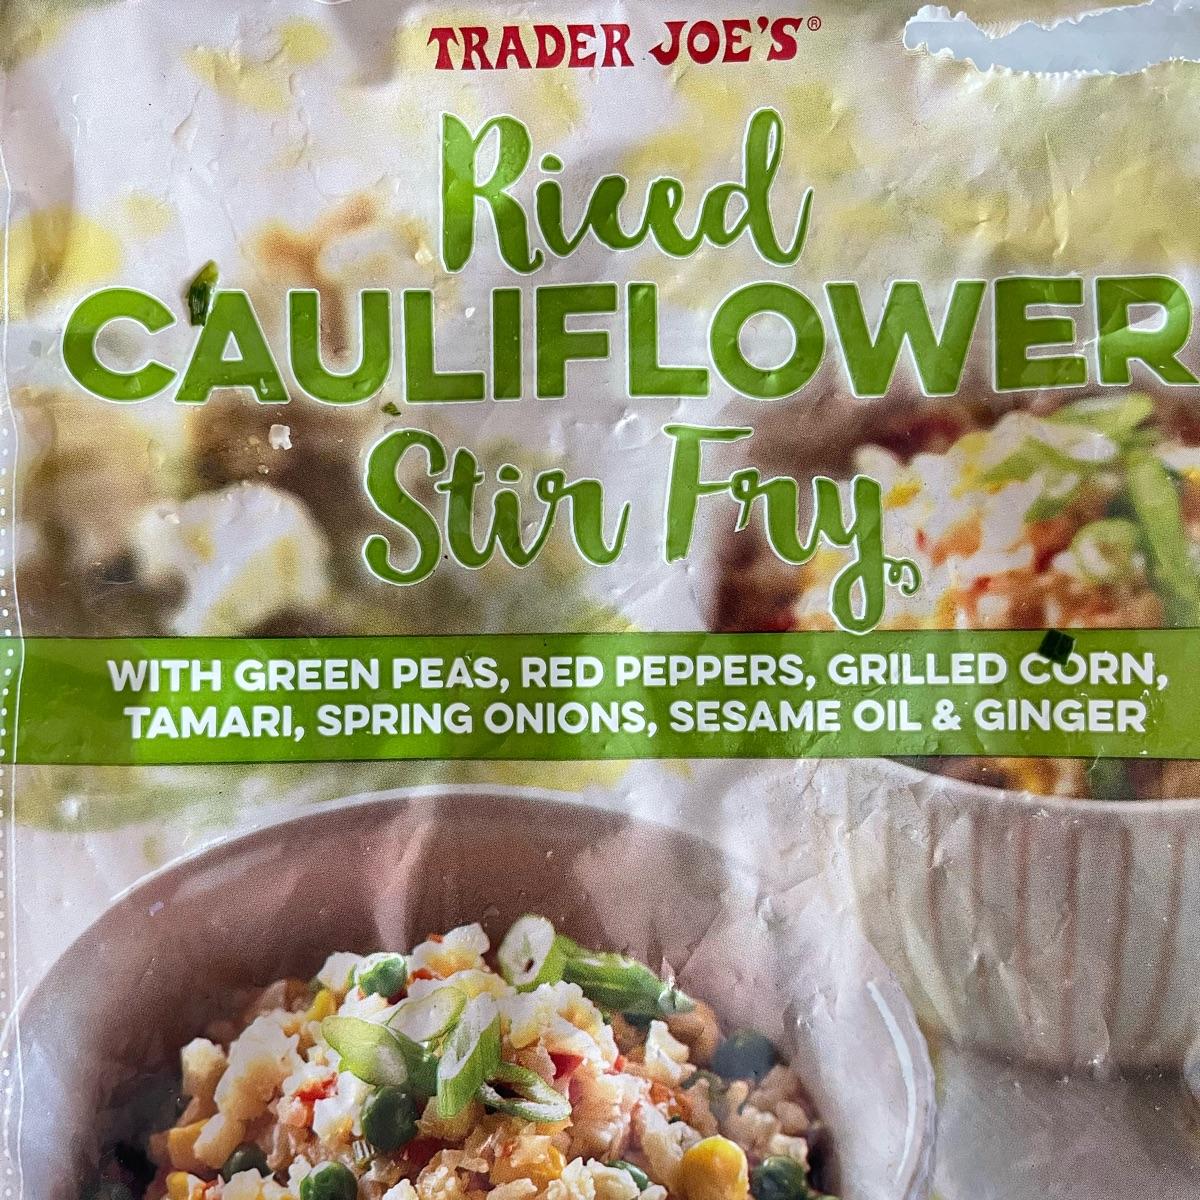 TRADER JOE'S®
Riced
CAULIFLOWER
Stir Fry
WITH GREEN PEAS, RED PEPPERS, GRILLED CORN,
TAMARI, SPRING ONIONS, SESAME OIL & GINGER